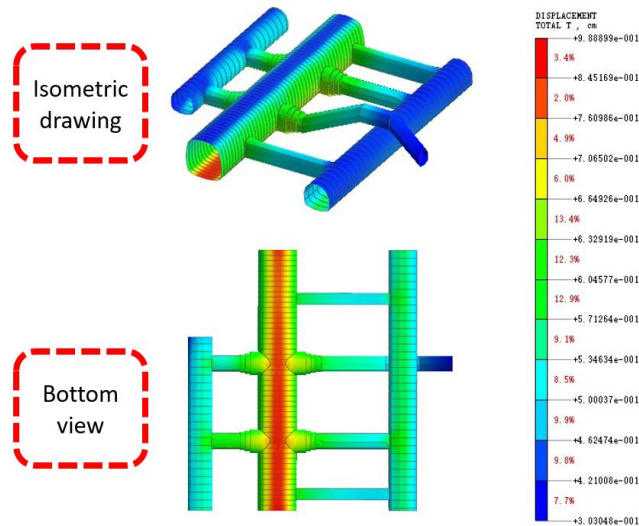 Isometric
drawing
Bottom
view
DISPLACEMENT
TOTAL T , cm
+9.88899e-001
3.4%
+8.45169e-001
2.0%
+7.60986e-001
4.9%
+7.06502e-001
6.0%
+6.64926e-001
13.4%
+6.32919e-001
12.3%
+6.04577e-001
12.9%
+5.71264e-001
9.1%
+5.34634e-001
8.5%
+5.00037e-001
9.9%
+4.62474e-001
9.8%
+4.21008e-001
7.7%
+3.03048e-001